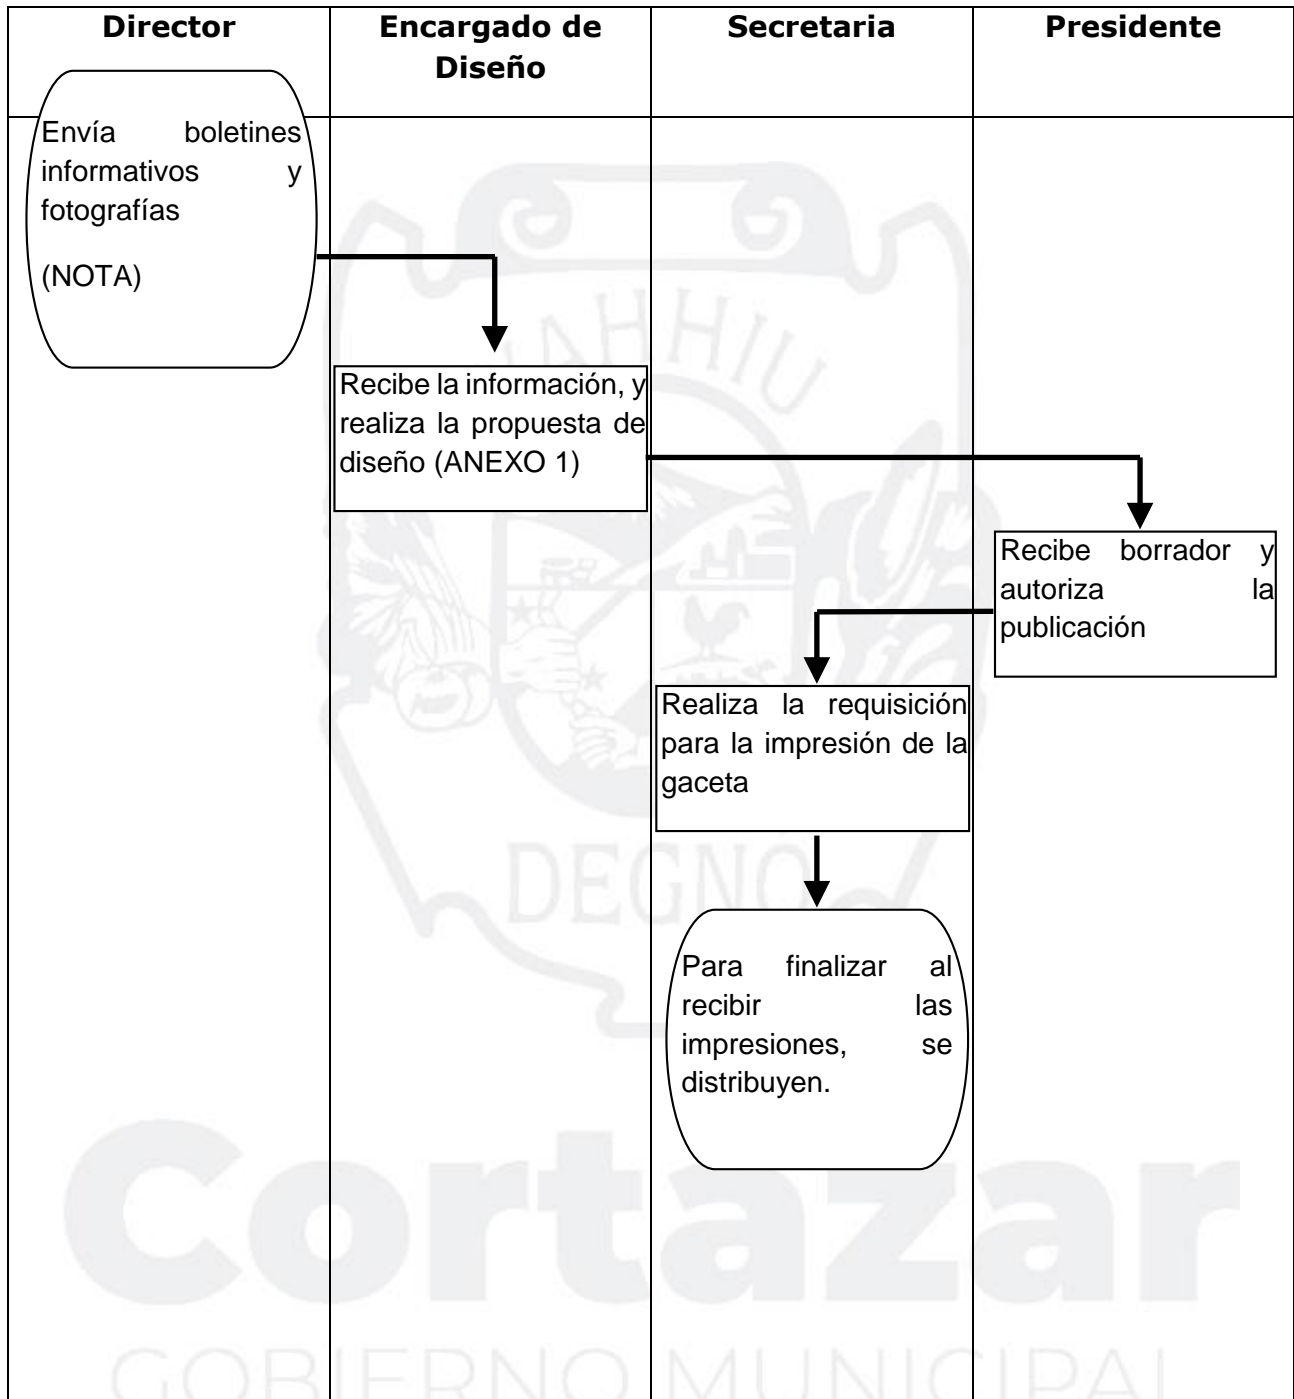 Director
Encargado de
Diseño
Secretaria
Presidente
Envía boletines
informativos y
fotografías
(NOTA)
Recibe la información, y
realiza la propuesta de
diseño (ANEXO 1)
Recibe borrador y
autoriza la
publicación
Realiza la requisición
para la impresión de la
gaceta
Para finalizar al
recibir las
impresiones, se
distribuyen.
DEGNO
Cortazar
GOBIERNO MUNICIPAL